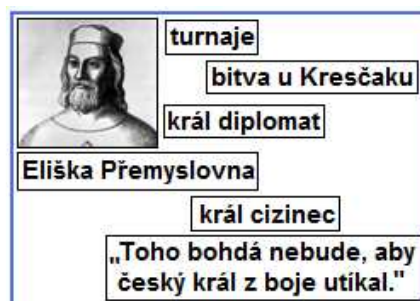 turnaje
bitva u Kresčaku
král diplomat
Eliška Přemyslovna
král cizinec
„Toho bohdá nebude, aby
český král z boje utíkal."